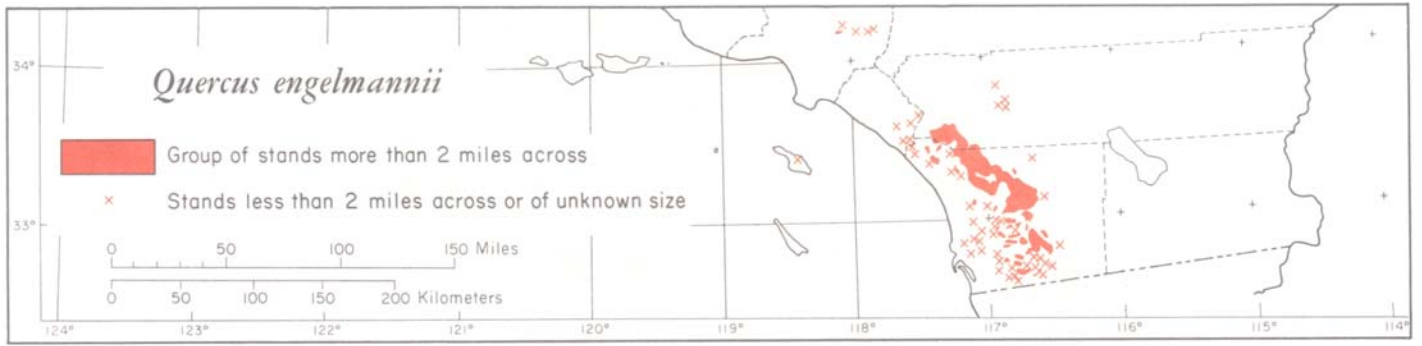 34°
Quercus engelmannii
Group of stands more than 2 miles across
× Stands less than 2 miles across or of unknown size
33°
0 50 100 150 Miles
0 50 100 150 200 Kilometers
124° 123° 122° 121° 120° 119° 118° 117° 116° 115° 114°